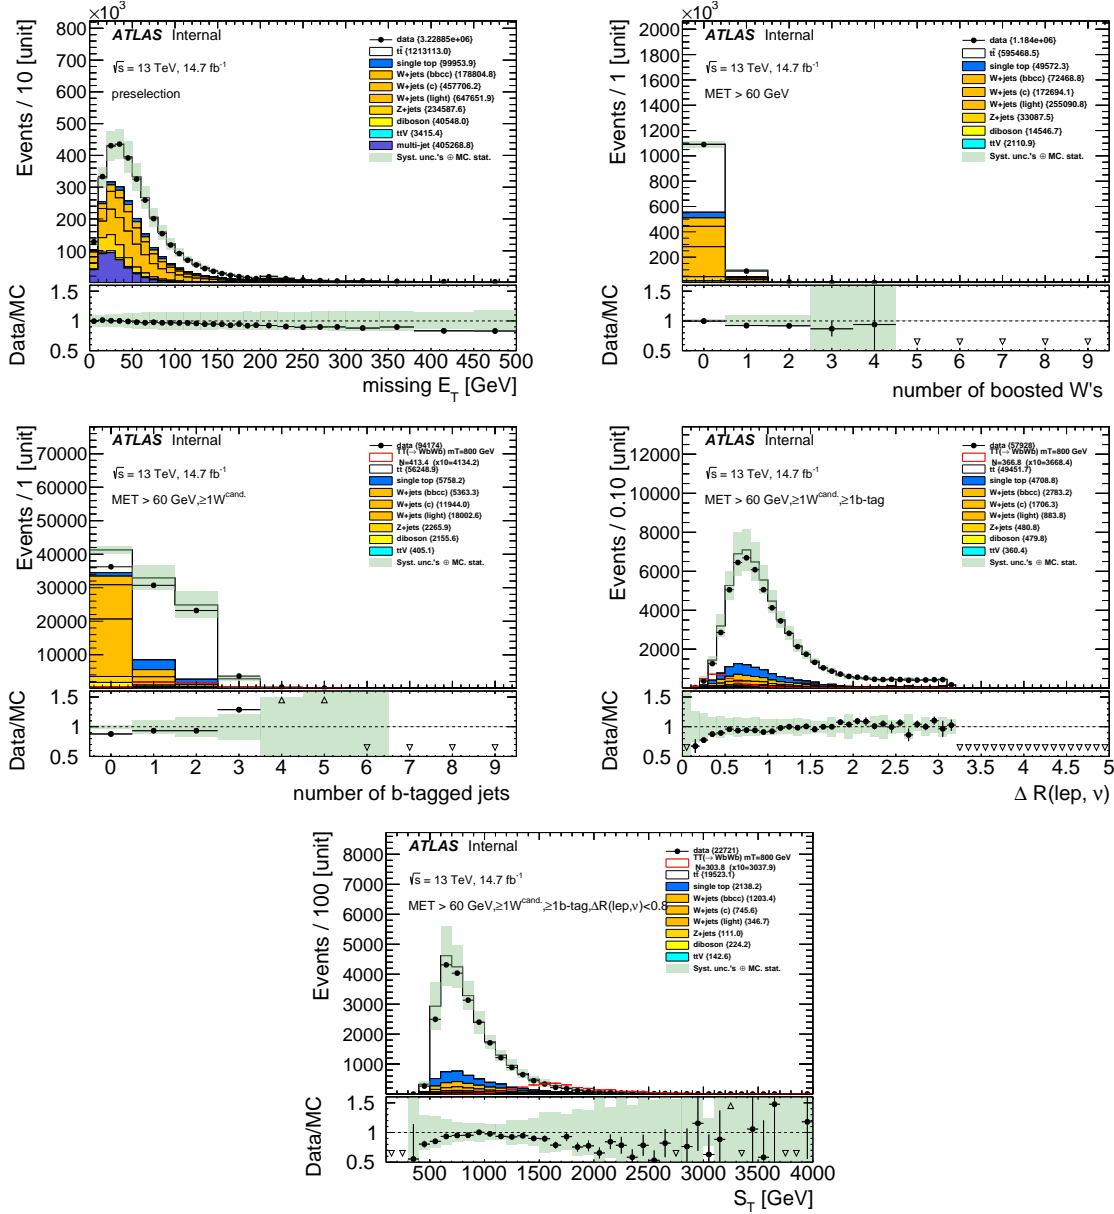 ×10³
ATLAS Internal
√s = 13 TeV, 14.7 fb⁻¹
preselection
data {3.22885e+06}
tt̄ {1213113.0}
single top {99953.9}
W+jets (bbcc) {178804.8}
W+jets (c) {457706.2}
W+jets (light) {647651.9}
Z+jets {234587.6}
diboson {40548.0}
ttV {3415.4}
multi-jet {405268.8}
Syst. unc.'s ⊕ MC. stat.
Events / 10 [unit]
800
700
600
500
400
300
200
100
Data/MC
1.5
1
0.5
0 50 100 150 200 250 300 350 400 450 500
missing E_T [GeV]
×10³
ATLAS Internal
√s = 13 TeV, 14.7 fb⁻¹
MET > 60 GeV
data {1.184e+06}
tt̄ {595468.5}
single top {49572.3}
W+jets (bbcc) {72468.8}
W+jets (c) {172694.1}
W+jets (light) {255090.8}
Z+jets {33087.5}
diboson {14546.7}
ttV {2110.9}
Syst. unc.'s ⊕ MC. stat.
Events / 1 [unit]
2000
1800
1600
1400
1200
1000
800
600
400
200
Data/MC
1.5
1
0.5
0 1 2 3 4 5 6 7 8 9
number of boosted W's
ATLAS Internal
√s = 13 TeV, 14.7 fb⁻¹
MET > 60 GeV,≥1W^cand.
data {94174}
TT(→ WbWb) mT=800 GeV
N=413.4 (x10=4134.2)
tt̄ {56248.9}
single top {5758.2}
W+jets (bbcc) {5363.3}
W+jets (c) {11944.0}
W+jets (light) {18002.6}
Z+jets {2265.9}
diboson {2155.6}
ttV {405.1}
Syst. unc.'s ⊕ MC. stat.
Events / 1 [unit]
70000
60000
50000
40000
30000
20000
10000
Data/MC
1.5
1
0.5
0 1 2 3 4 5 6 7 8 9
number of b-tagged jets
ATLAS Internal
√s = 13 TeV, 14.7 fb⁻¹
MET > 60 GeV,≥1W^cand.,≥1b-tag
data {57928}
TT(→ WbWb) mT=800 GeV
N=366.8 (x10=3668.4)
tt̄ {49451.7}
single top {4708.8}
W+jets (bbcc) {2783.2}
W+jets (c) {1706.3}
W+jets (light) {883.8}
Z+jets {480.8}
diboson {479.8}
ttV {360.4}
Syst. unc.'s ⊕ MC. stat.
Events / 0.10 [unit]
12000
10000
8000
6000
4000
2000
Data/MC
1.5
1
0.5
0 0.5 1 1.5 2 2.5 3 3.5 4 4.5 5
Δ R(lep, ν)
ATLAS Internal
√s = 13 TeV, 14.7 fb⁻¹
MET > 60 GeV,≥1W^cand.,≥1b-tag,ΔR(lep,ν)<0.8
data {22721}
TT(→ WbWb) mT=800 GeV
N=303.8 (x10=3037.9)
tt̄ {19523.1}
single top {2138.2}
W+jets (bbcc) {1203.4}
W+jets (c) {745.6}
W+jets (light) {346.7}
Z+jets {111.0}
diboson {224.2}
ttV {142.6}
Syst. unc.'s ⊕ MC. stat.
Events / 100 [unit]
8000
7000
6000
5000
4000
3000
2000
1000
Data/MC
1.5
1
0.5
500 1000 1500 2000 2500 3000 3500 4000
S_T [GeV]